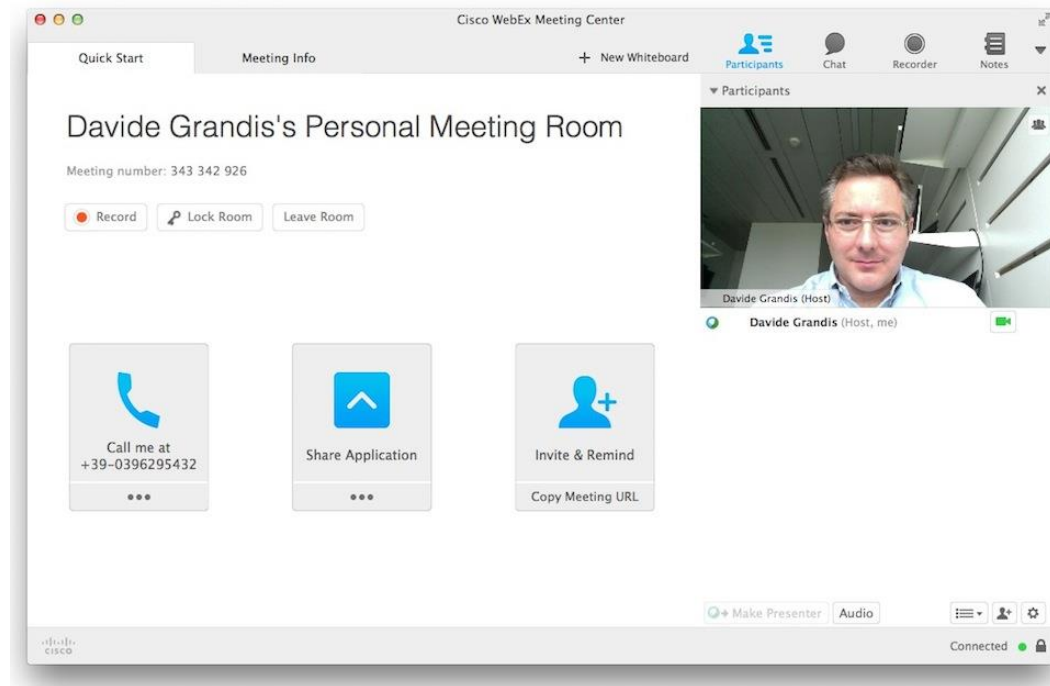 Cisco WebEx Meeting Center
Quick Start
Meeting Info
+ New Whiteboard
Participants
Chat
Recorder
Notes
Participants
Davide Grandis's Personal Meeting Room
Meeting number: 343 342 926
Record
Lock Room
Leave Room
Davide Grandis (Host)
Davide Grandis (Host, me)
Call me at
+39-0396295432
Share Application
Invite & Remind
Copy Meeting URL
Make Presenter
Audio
CISCO
Connected